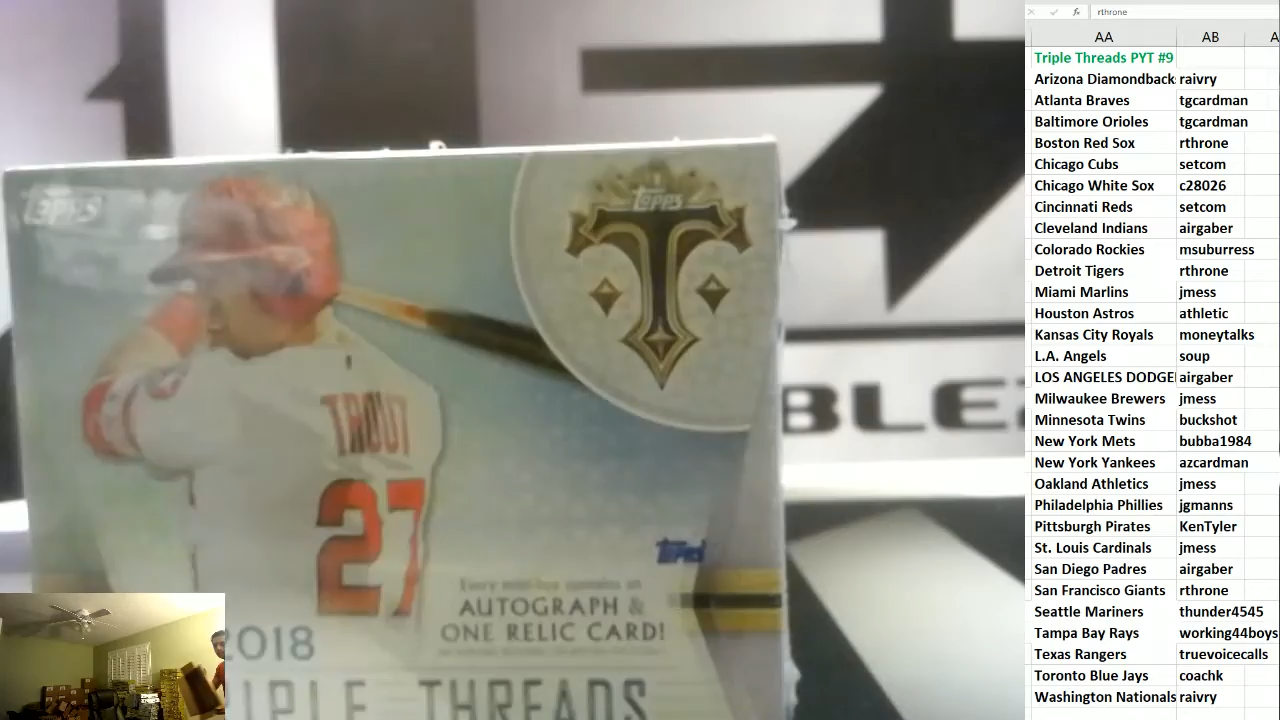 rthrone
AA AB
Triple Threads PYT #9
Arizona Diamondback raivry
Atlanta Braves tgcardman
Baltimore Orioles tgcardman
Boston Red Sox rthrone
Chicago Cubs setcom
Chicago White Sox c28026
Cincinnati Reds setcom
Cleveland Indians airgaber
Colorado Rockies msuburress
Detroit Tigers rthrone
Miami Marlins jmess
Houston Astros athletic
Kansas City Royals moneytalks
L.A. Angels soup
LOS ANGELES DODGE airgaber
Milwaukee Brewers jmess
Minnesota Twins buckshot
New York Mets bubba1984
New York Yankees azcardman
Oakland Athletics jmess
Philadelphia Phillies jgmanns
Pittsburgh Pirates KenTyler
St. Louis Cardinals jmess
San Diego Padres airgaber
San Francisco Giants rthrone
Seattle Mariners thunder4545
Tampa Bay Rays working44boys
Texas Rangers truevoicecalls
Toronto Blue Jays coachk
Washington Nationals raivry
TOPPS
T
TROUT
27
topps
Every mini-box contains an
AUTOGRAPH &
ONE RELIC CARD!
2018
IPLE THREADS
BLE